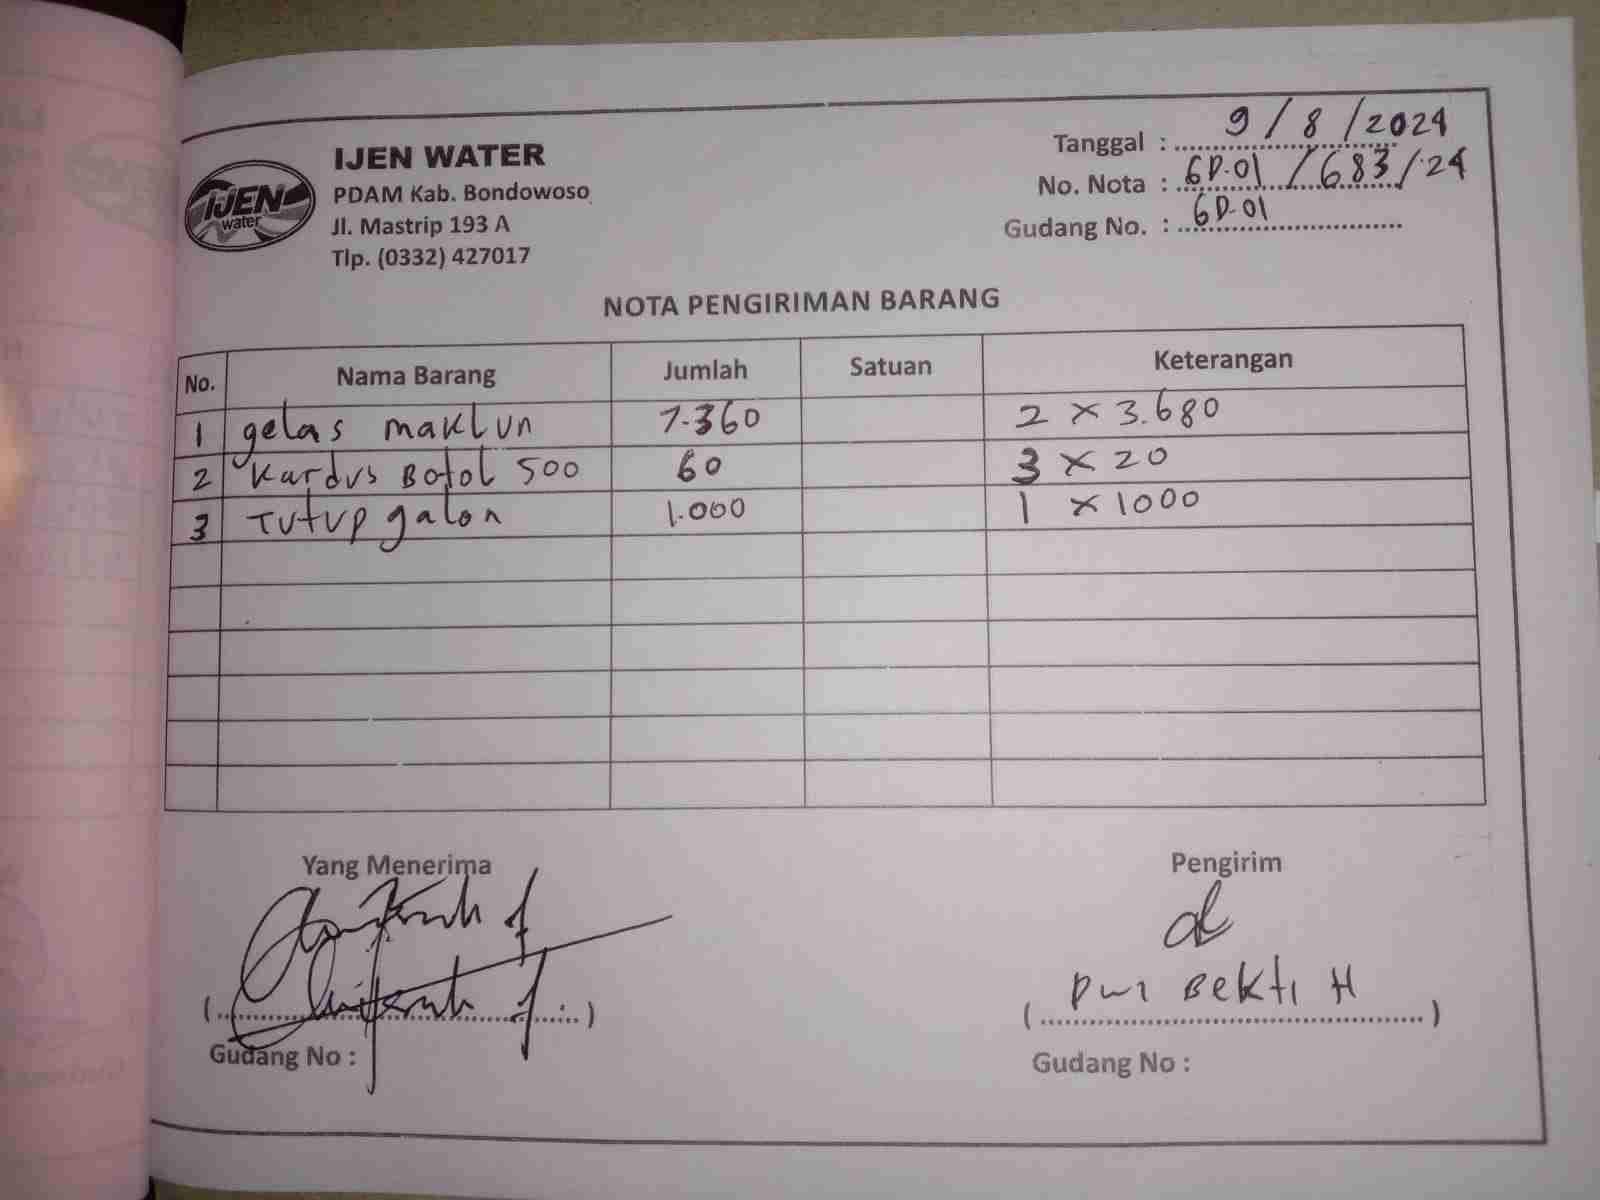 IJEN
water
IJEN WATER
PDAM Kab. Bondowoso
Jl. Mastrip 193 A
Tlp. (0332) 427017
Tanggal : 9 / 8 / 2024
No. Nota : GD.01 / 683 / 24
Gudang No. : GD.01
NOTA PENGIRIMAN BARANG
No. Nama Barang Jumlah Satuan Keterangan
1 gelas maklun 7.360 2 x 3.680
2 Kardus Botol 500 60 3 x 20
3 Tutup galon 1.000 1 x 1000
Yang Menerima Pengirim
( ) ( Dwi Bekti H )
Gudang No : Gudang No :